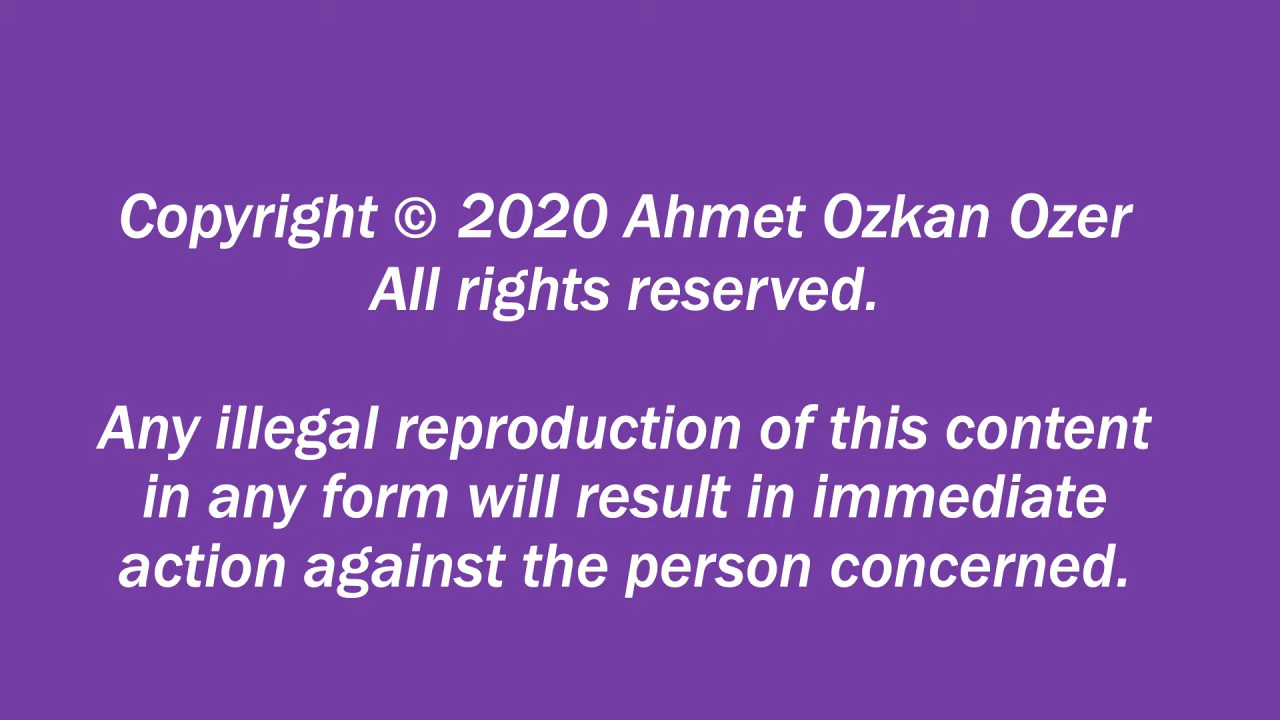 Copyright © 2020 Ahmet Ozkan Ozer
All rights reserved.
Any illegal reproduction of this content
in any form will result in immediate
action against the person concerned.